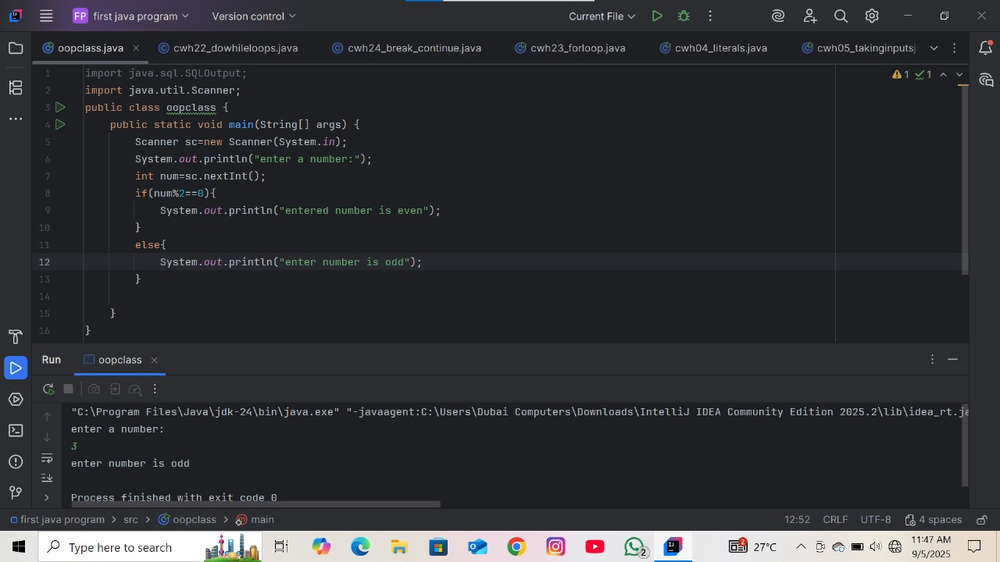 FP first java program Version control Current File
oopclass.java cwh22_dowhileloops.java cwh24_break_continue.java cwh23_forloop.java cwh04_literals.java cwh05_takinginputs
1 import java.sql.SQLOutput;
2 import java.util.Scanner;
3 public class oopclass {
4 public static void main(String[] args) {
5 Scanner sc=new Scanner(System.in);
6 System.out.println("enter a number:");
7 int num=sc.nextInt();
8 if(num%2==0){
9 System.out.println("entered number is even");
10 }
11 else{
12 System.out.println("enter number is odd");
13 }
14
15 }
16 }
1 1
Run oopclass
"C:\Program Files\Java\jdk-24\bin\java.exe" "-javaagent:C:\Users\Dubai Computers\Downloads\IntelliJ IDEA Community Edition 2025.2\lib\idea_rt.ja
enter a number:
3
enter number is odd
Process finished with exit code 0
first java program > src > oopclass > main 12:52 CRLF UTF-8 4 spaces
Type here to search 2 2 27°C 11:47 AM
9/5/2025